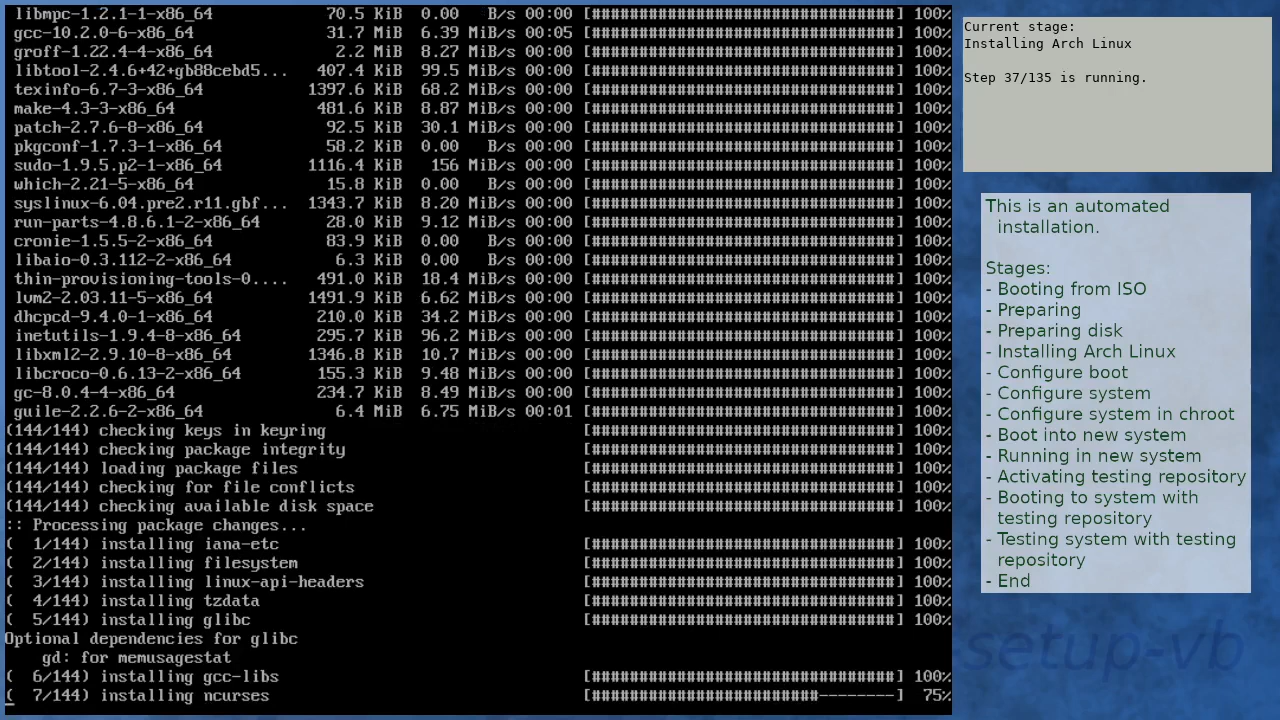 libmpc-1.2.1-1-x86_64 70.5 KiB 0.00 B/s 00:00 [################################] 100%
gcc-10.2.0-6-x86_64 31.7 MiB 6.39 MiB/s 00:05 [################################] 100%
groff-1.22.4-4-x86_64 2.2 MiB 8.27 MiB/s 00:00 [################################] 100%
libtool-2.4.6+42+gb88cebd5... 407.4 KiB 99.5 MiB/s 00:00 [################################] 100%
texinfo-6.7-3-x86_64 1397.6 KiB 68.2 MiB/s 00:00 [################################] 100%
make-4.3-3-x86_64 481.6 KiB 8.87 MiB/s 00:00 [################################] 100%
patch-2.7.6-8-x86_64 92.5 KiB 30.1 MiB/s 00:00 [################################] 100%
pkgconf-1.7.3-1-x86_64 58.2 KiB 0.00 B/s 00:00 [################################] 100%
sudo-1.9.5.p2-1-x86_64 1116.4 KiB 156 MiB/s 00:00 [################################] 100%
which-2.21-5-x86_64 15.8 KiB 0.00 B/s 00:00 [################################] 100%
syslinux-6.04.pre2.r11.gbf... 1343.7 KiB 8.20 MiB/s 00:00 [################################] 100%
run-parts-4.8.6.1-2-x86_64 28.0 KiB 9.12 MiB/s 00:00 [################################] 100%
cronie-1.5.5-2-x86_64 83.9 KiB 0.00 B/s 00:00 [################################] 100%
libaio-0.3.112-2-x86_64 6.3 KiB 0.00 B/s 00:00 [################################] 100%
thin-provisioning-tools-0.... 491.0 KiB 18.4 MiB/s 00:00 [################################] 100%
lvm2-2.03.11-5-x86_64 1491.9 KiB 6.62 MiB/s 00:00 [################################] 100%
dhcpcd-9.4.0-1-x86_64 210.0 KiB 34.2 MiB/s 00:00 [################################] 100%
inetutils-1.9.4-8-x86_64 295.7 KiB 96.2 MiB/s 00:00 [################################] 100%
libxml2-2.9.10-8-x86_64 1346.8 KiB 10.7 MiB/s 00:00 [################################] 100%
libcroco-0.6.13-2-x86_64 155.3 KiB 9.48 MiB/s 00:00 [################################] 100%
gc-8.0.4-4-x86_64 234.7 KiB 8.49 MiB/s 00:00 [################################] 100%
guile-2.2.6-2-x86_64 6.4 MiB 6.75 MiB/s 00:01 [################################] 100%
(144/144) checking keys in keyring [################################] 100%
(144/144) checking package integrity [################################] 100%
(144/144) loading package files [################################] 100%
(144/144) checking for file conflicts [################################] 100%
(144/144) checking available disk space [################################] 100%
:: Processing package changes...
( 1/144) installing iana-etc [################################] 100%
( 2/144) installing filesystem [################################] 100%
( 3/144) installing linux-api-headers [################################] 100%
( 4/144) installing tzdata [################################] 100%
( 5/144) installing glibc [################################] 100%
Optional dependencies for glibc
gd: for memusagestat
( 6/144) installing gcc-libs [################################] 100%
( 7/144) installing ncurses [########################--------] 75%
_
Current stage:
Installing Arch Linux
Step 37/135 is running.
This is an automated
installation.
Stages:
- Booting from ISO
- Preparing
- Preparing disk
- Installing Arch Linux
- Configure boot
- Configure system
- Configure system in chroot
- Boot into new system
- Running in new system
- Activating testing repository
- Booting to system with
testing repository
- Testing system with testing
repository
- End
setup-vb